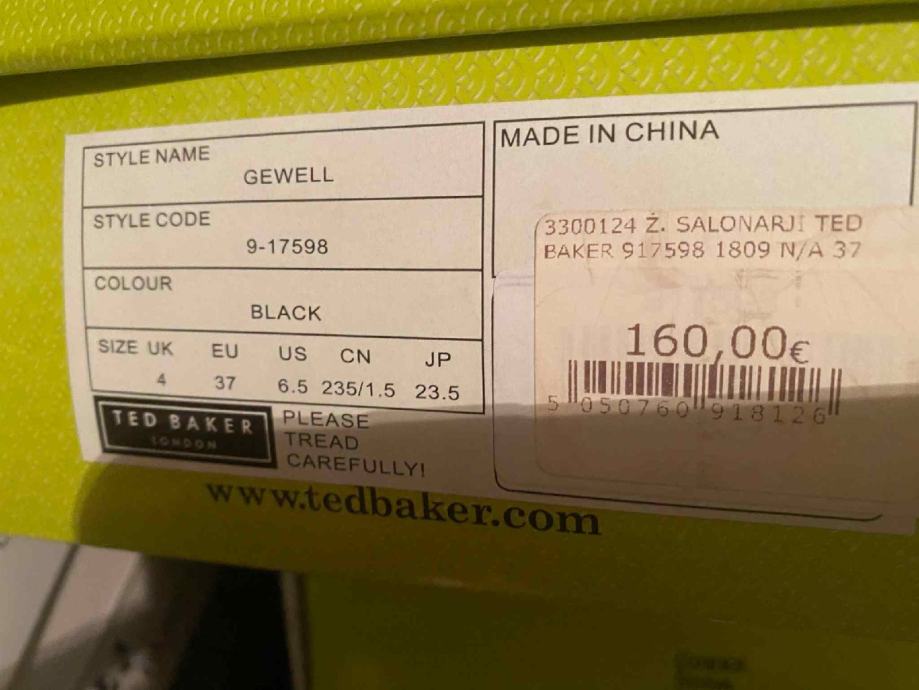 STYLE NAME
GEWELL
STYLE CODE
9-17598
COLOUR
BLACK
SIZE UK EU US CN JP
4 37 6.5 235/1.5 23.5
TED BAKER
LONDON
PLEASE
TREAD
CAREFULLY!
MADE IN CHINA
3300124 Ž. SALONARJI TED
BAKER 917598 1809 N/A 37
160,00€
5 050760 918126
www.tedbaker.com